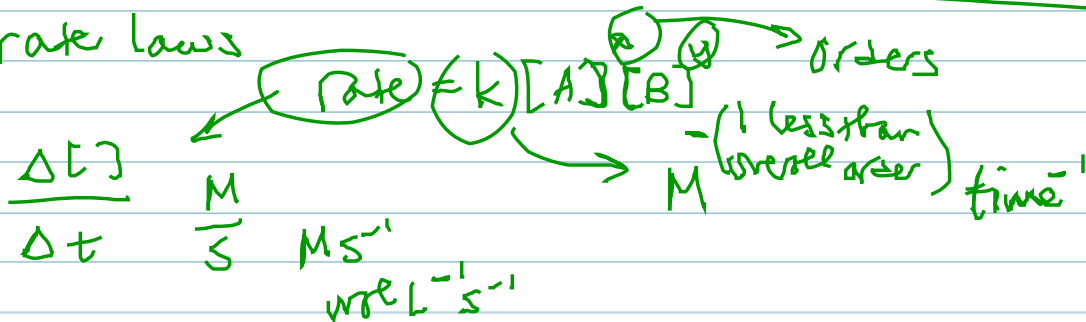 rate laws
rate = k[A]^x[B]^y orders
Δ[ ]/Δt M/s M^-(1 less than overall order) time^-1
M s^-1
mol L^-1 s^-1